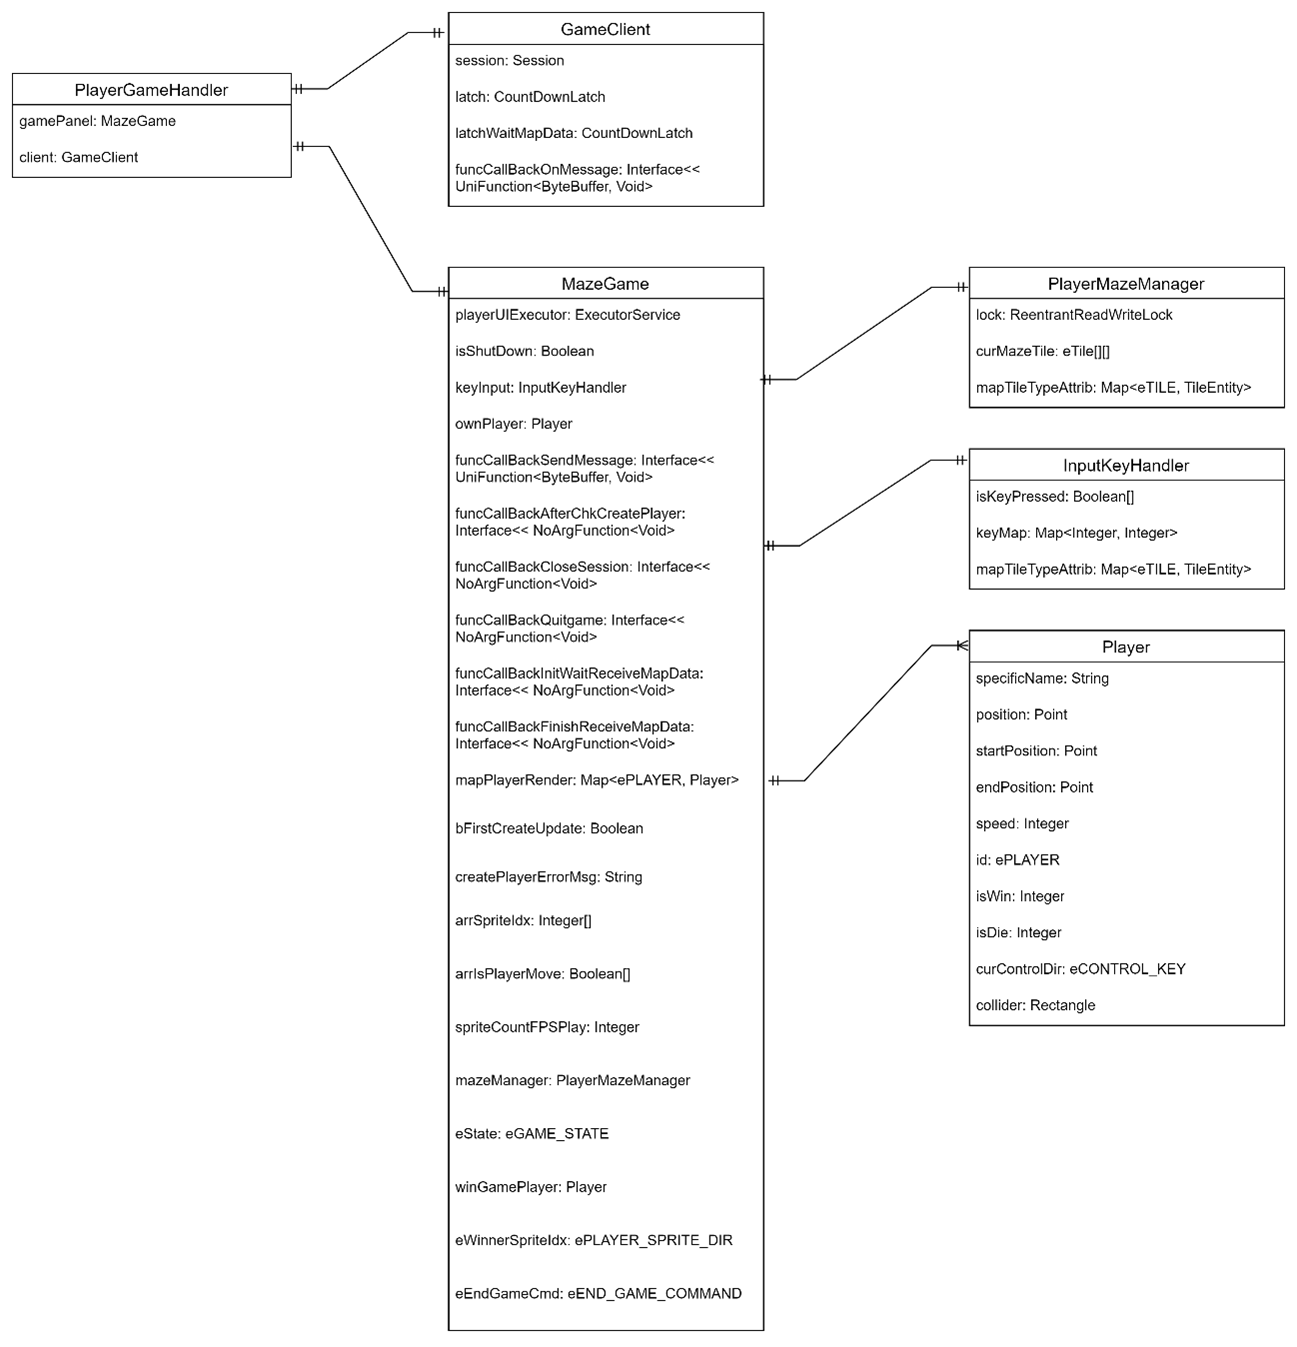 PlayerGameHandler
gamePanel: MazeGame
client: GameClient
GameClient
session: Session
latch: CountDownLatch
latchWaitMapData: CountDownLatch
funcCallBackOnMessage: Interface<<
UniFunction<ByteBuffer, Void>
MazeGame
playerUIExecutor: ExecutorService
isShutDown: Boolean
keyInput: InputKeyHandler
ownPlayer: Player
funcCallBackSendMessage: Interface<<
UniFunction<ByteBuffer, Void>
funcCallBackAfterChkCreatePlayer:
Interface<< NoArgFunction<Void>
funcCallBackCloseSession: Interface<<
NoArgFunction<Void>
funcCallBackQuitgame: Interface<<
NoArgFunction<Void>
funcCallBackInitWaitReceiveMapData:
Interface<< NoArgFunction<Void>
funcCallBackFinishReceiveMapData:
Interface<< NoArgFunction<Void>
mapPlayerRender: Map<ePLAYER, Player>
bFirstCreateUpdate: Boolean
createPlayerErrorMsg: String
arrSpriteIdx: Integer[]
arrIsPlayerMove: Boolean[]
spriteCountFPSPlay: Integer
mazeManager: PlayerMazeManager
eState: eGAME_STATE
winGamePlayer: Player
eWinnerSpriteIdx: ePLAYER_SPRITE_DIR
eEndGameCmd: eEND_GAME_COMMAND
PlayerMazeManager
lock: ReentrantReadWriteLock
curMazeTile: eTile[][]
mapTileTypeAttrib: Map<eTILE, TileEntity>
InputKeyHandler
isKeyPressed: Boolean[]
keyMap: Map<Integer, Integer>
mapTileTypeAttrib: Map<eTILE, TileEntity>
Player
specificName: String
position: Point
startPosition: Point
endPosition: Point
speed: Integer
id: ePLAYER
isWin: Integer
isDie: Integer
curControlDir: eCONTROL_KEY
collider: Rectangle